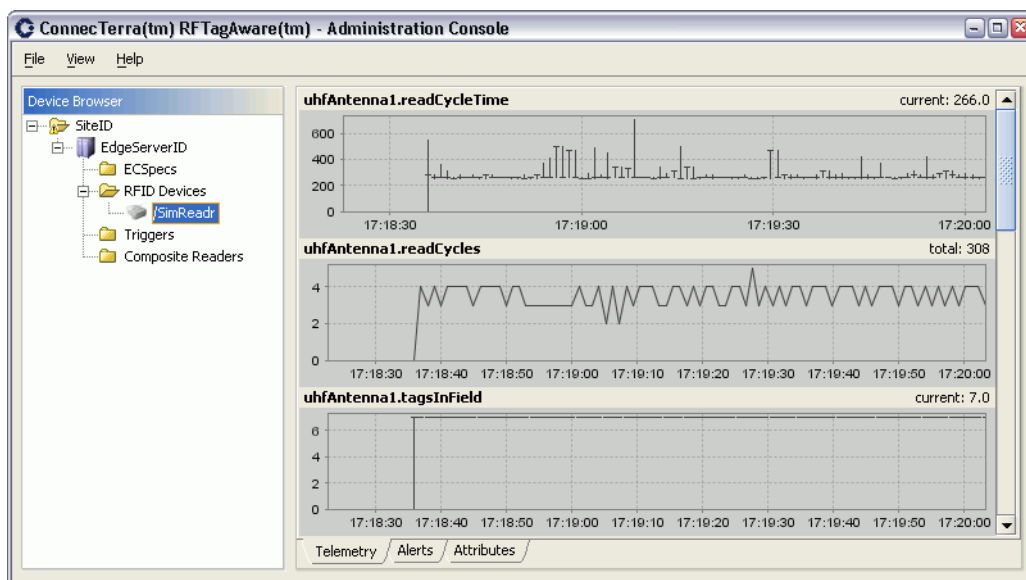 ConnecTerra(tm) RFTagAware(tm) - Administration Console
File View Help
Device Browser
SiteID
EdgeServerID
ECSpecs
RFID Devices
/SimReadr
Triggers
Composite Readers
uhfAntenna1.readCycleTime current: 266.0
600
400
200
0
17:18:30 17:19:00 17:19:30 17:20:00
uhfAntenna1.readCycles total: 308
4
2
0
17:18:30 17:18:40 17:18:50 17:19:00 17:19:10 17:19:20 17:19:30 17:19:40 17:19:50 17:20:00
uhfAntenna1.tagsInField current: 7.0
6
4
2
0
17:18:30 17:18:40 17:18:50 17:19:00 17:19:10 17:19:20 17:19:30 17:19:40 17:19:50 17:20:00
Telemetry Alerts Attributes